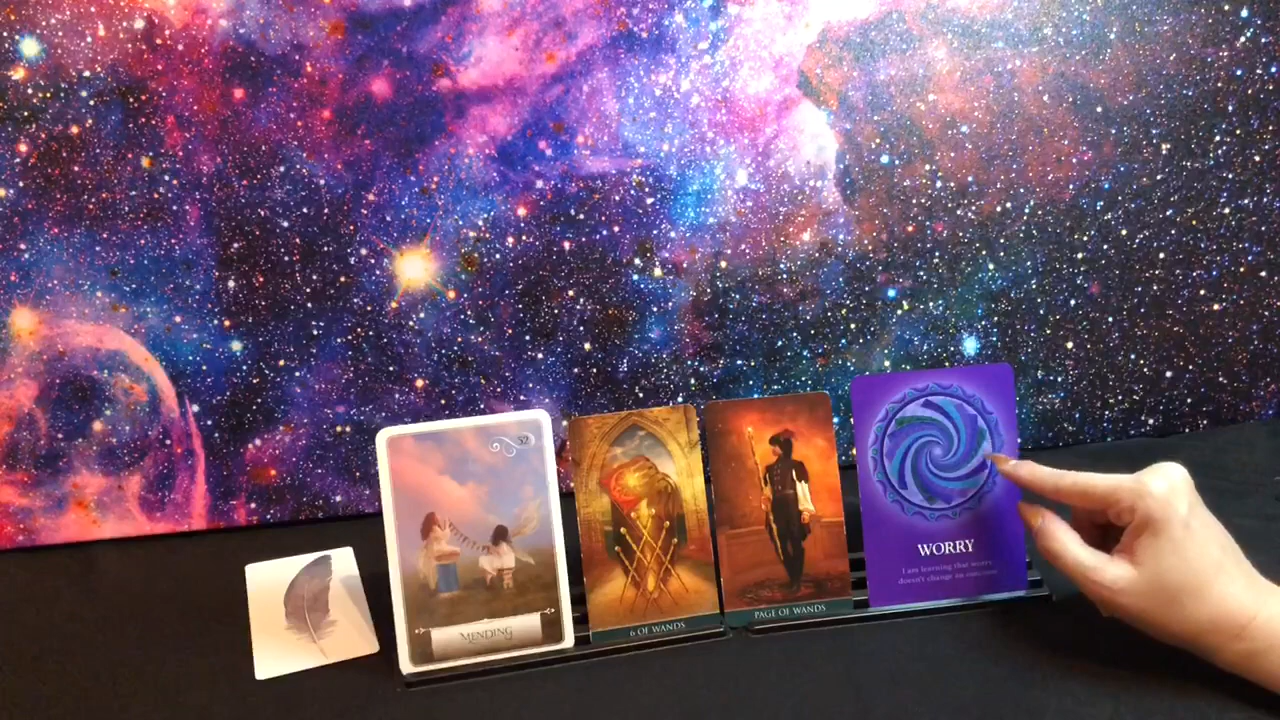 52
MENDING
6 OF WANDS
PAGE OF WANDS
WORRY
I am learning that worry
doesn't change an outcome.